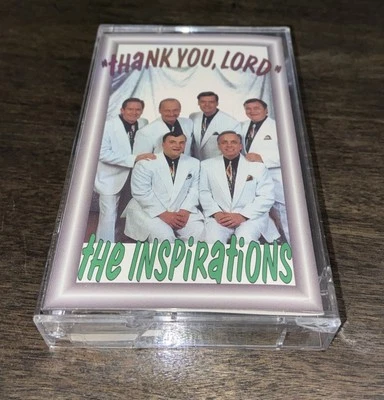 "thANK YOU, LORD"
the INSPiRAtiONS